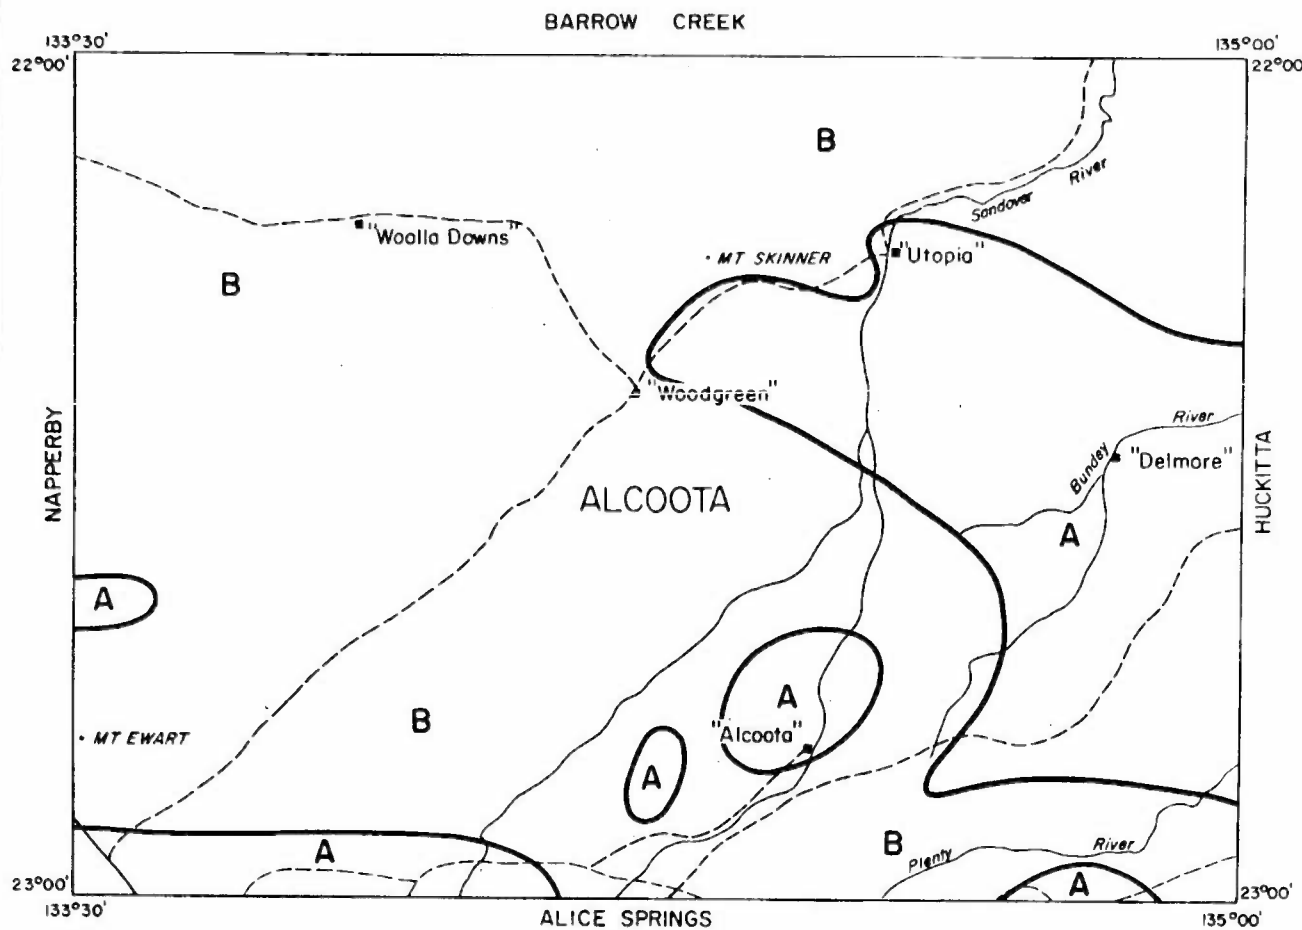 BARROW CREEK
133°30'
135°00'
22°00'
22°00'
B
River
Sandover
"Woolla Downs"
MT SKINNER
"Utopia"
B
"Woodgreen"
River
NAPPERBY
HUCKITTA
Bundey
"Delmore"
ALCOOTA
A
A
A
"Alcoota"
B
MT EWART
A
B
A
River
Plenty
A
23°00'
23°00'
133°30'
ALICE SPRINGS
135°00'